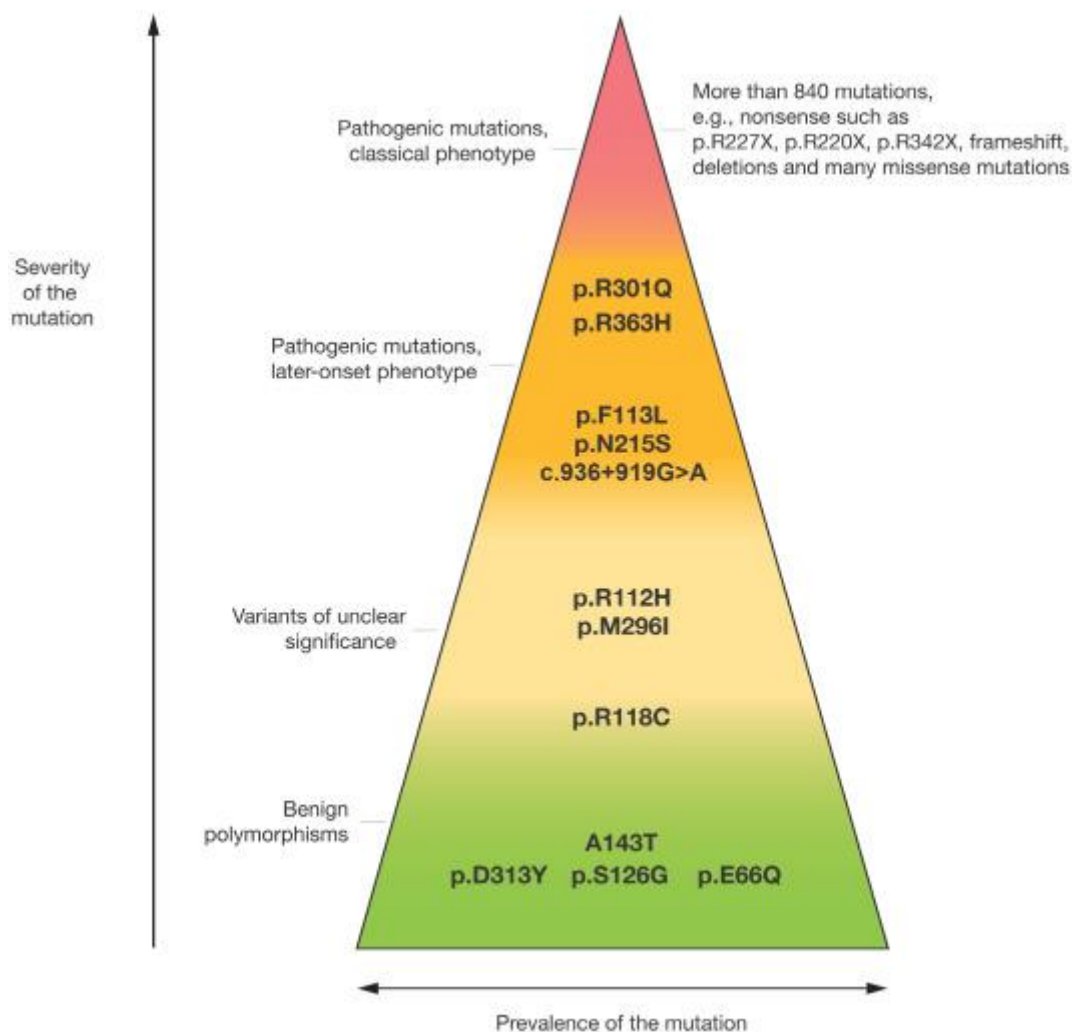 More than 840 mutations,
e.g., nonsense such as
p.R227X, p.R220X, p.R342X, frameshift,
deletions and many missense mutations
Pathogenic mutations,
classical phenotype
Severity
of the
mutation
p.R301Q
p.R363H
Pathogenic mutations,
later-onset phenotype
p.F113L
p.N215S
c.936+919G>A
p.R112H
p.M296I
Variants of unclear
significance
p.R118C
Benign
polymorphisms
A143T
p.D313Y p.S126G p.E66Q
Prevalence of the mutation